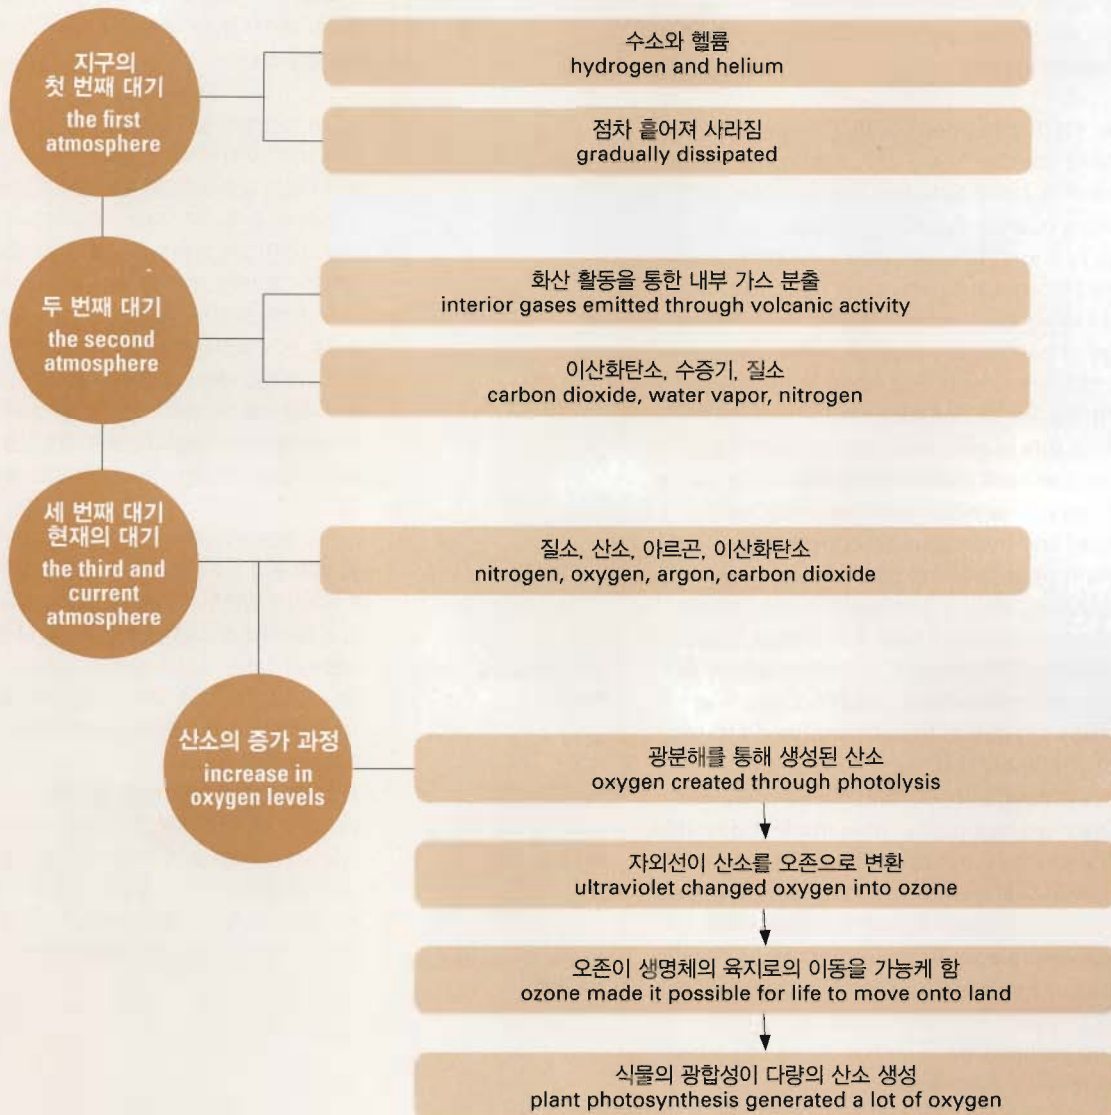 지구의
첫 번째 대기
the first
atmosphere
수소와 헬륨
hydrogen and helium
점차 흩어져 사라짐
gradually dissipated
두 번째 대기
the second
atmosphere
화산 활동을 통한 내부 가스 분출
interior gases emitted through volcanic activity
이산화탄소, 수증기, 질소
carbon dioxide, water vapor, nitrogen
세 번째 대기
현재의 대기
the third and
current
atmosphere
질소, 산소, 아르곤, 이산화탄소
nitrogen, oxygen, argon, carbon dioxide
산소의 증가 과정
increase in
oxygen levels
광분해를 통해 생성된 산소
oxygen created through photolysis
자외선이 산소를 오존으로 변환
ultraviolet changed oxygen into ozone
오존이 생명체의 육지로의 이동을 가능케 함
ozone made it possible for life to move onto land
식물의 광합성이 다량의 산소 생성
plant photosynthesis generated a lot of oxygen